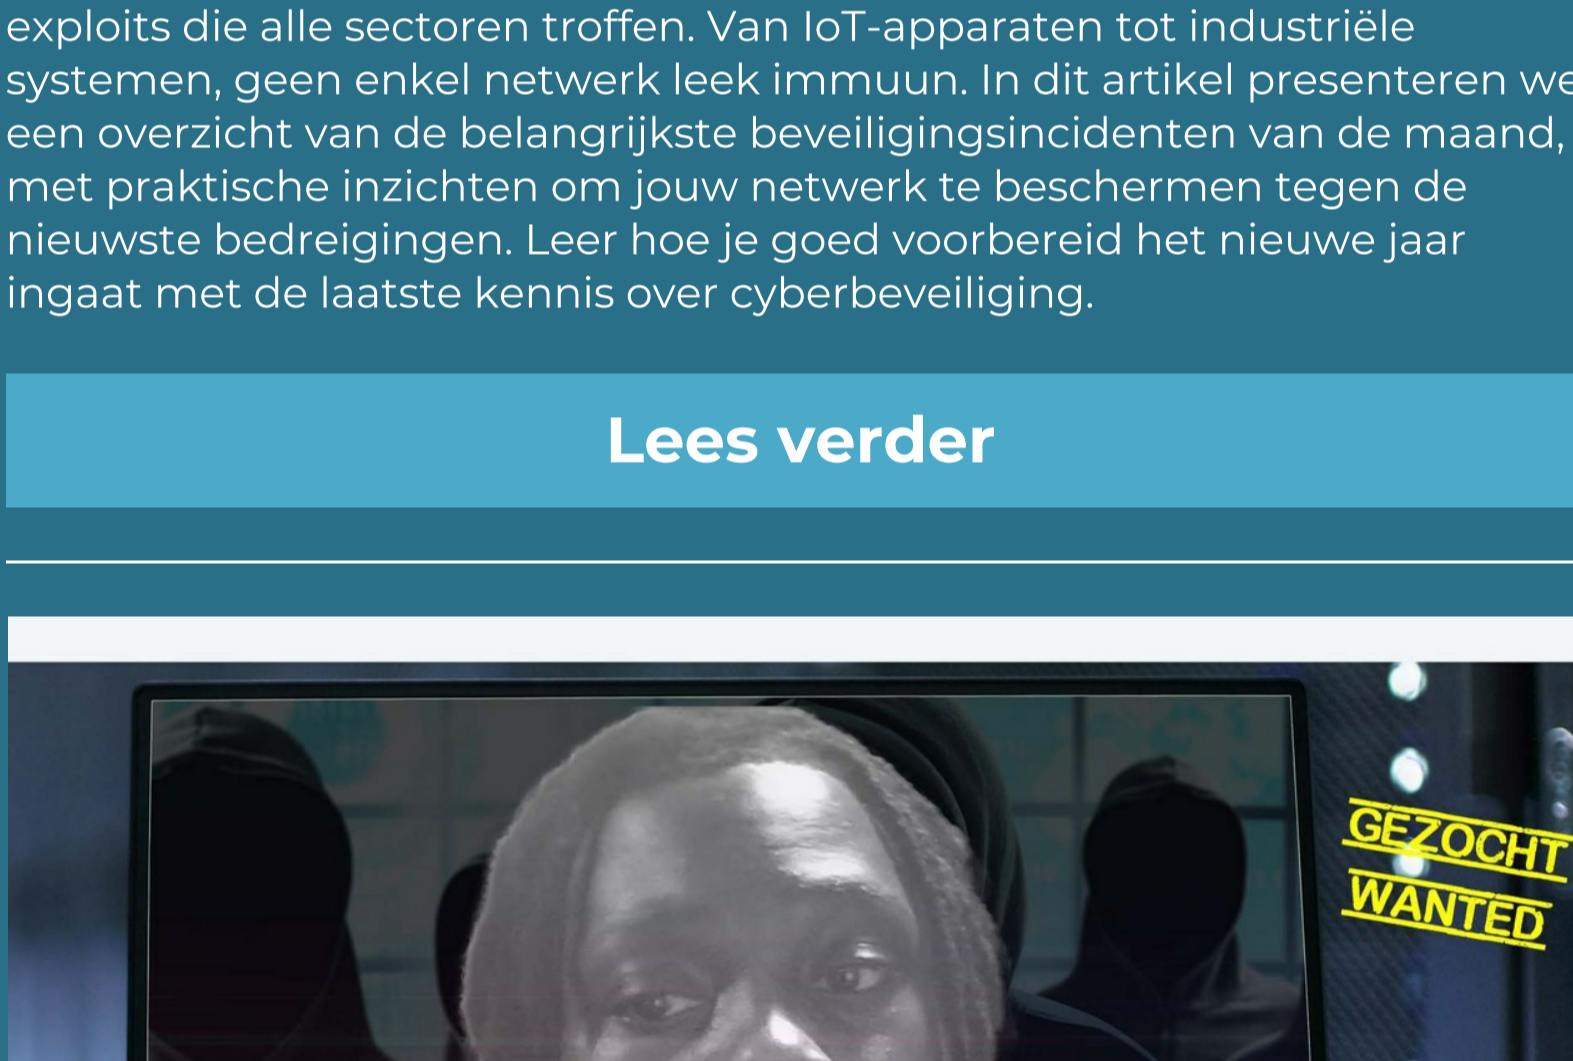 exploits die alle sectoren troffen. Van IoT-apparaten tot industriële
systemen, geen enkel netwerk leek immuun. In dit artikel presenteren we
een overzicht van de belangrijkste beveiligingsincidenten van de maand,
met praktische inzichten om jouw netwerk te beschermen tegen de
nieuwste bedreigingen. Leer hoe je goed voorbereid het nieuwe jaar
ingaat met de laatste kennis over cyberbeveiliging.
Lees verder
GEZOCHT
WANTED